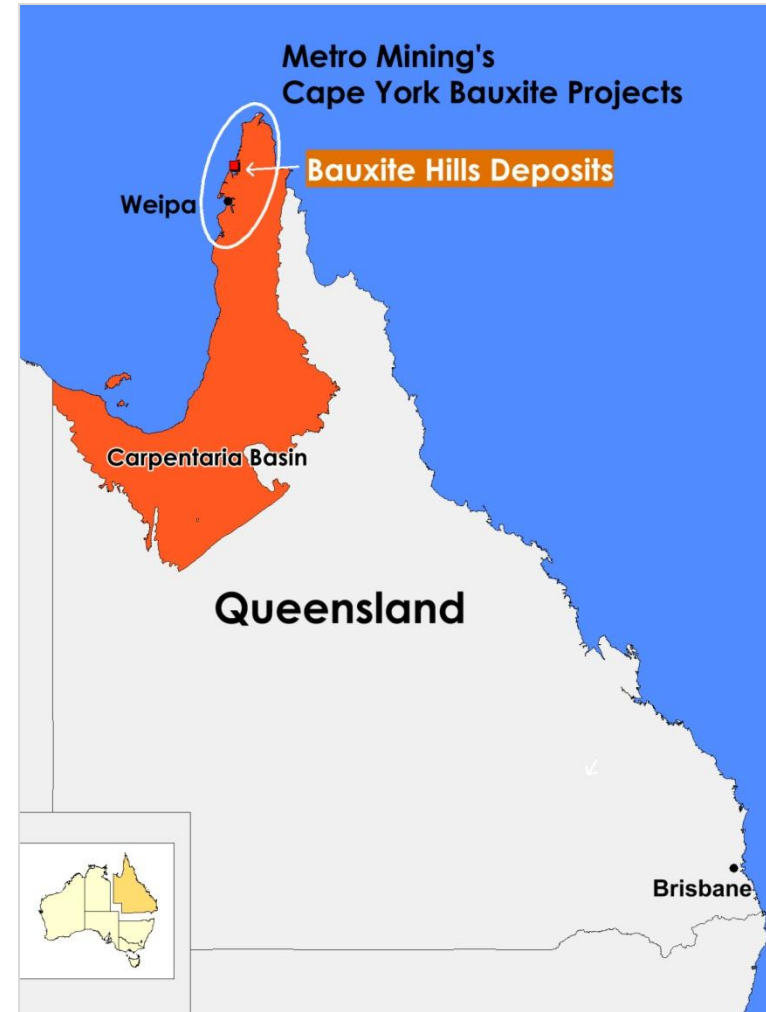 Metro Mining's
Cape York Bauxite Projects
Bauxite Hills Deposits
Weipa
Carpentaria Basin
Queensland
Brisbane